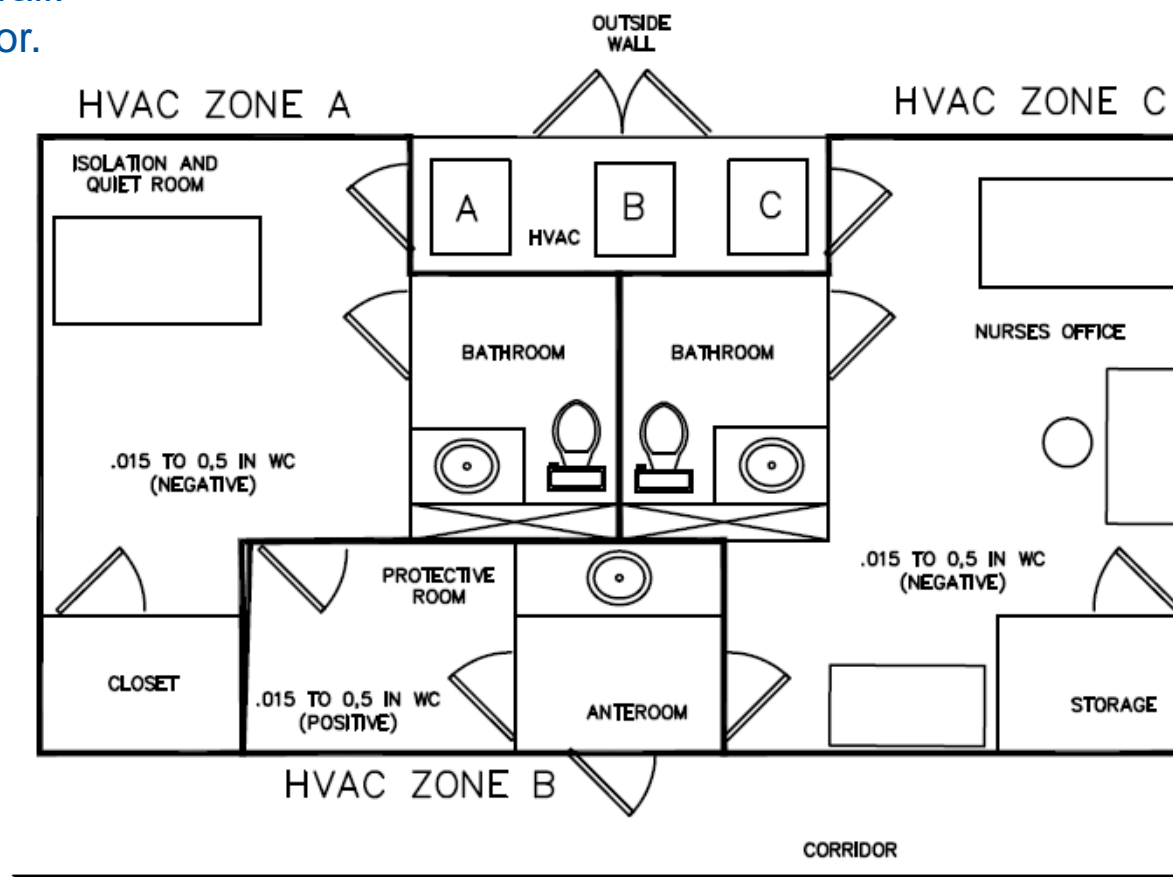 or.
OUTSIDE
WALL
HVAC ZONE A
HVAC ZONE C
ISOLATION AND
QUIET ROOM
A
B
C
HVAC
BATHROOM
BATHROOM
NURSES OFFICE
.015 TO 0,5 IN WC
(NEGATIVE)
.015 TO 0,5 IN WC
(NEGATIVE)
PROTECTIVE
ROOM
CLOSET
.015 TO 0,5 IN WC
(POSITIVE)
ANTEROOM
STORAGE
HVAC ZONE B
CORRIDOR